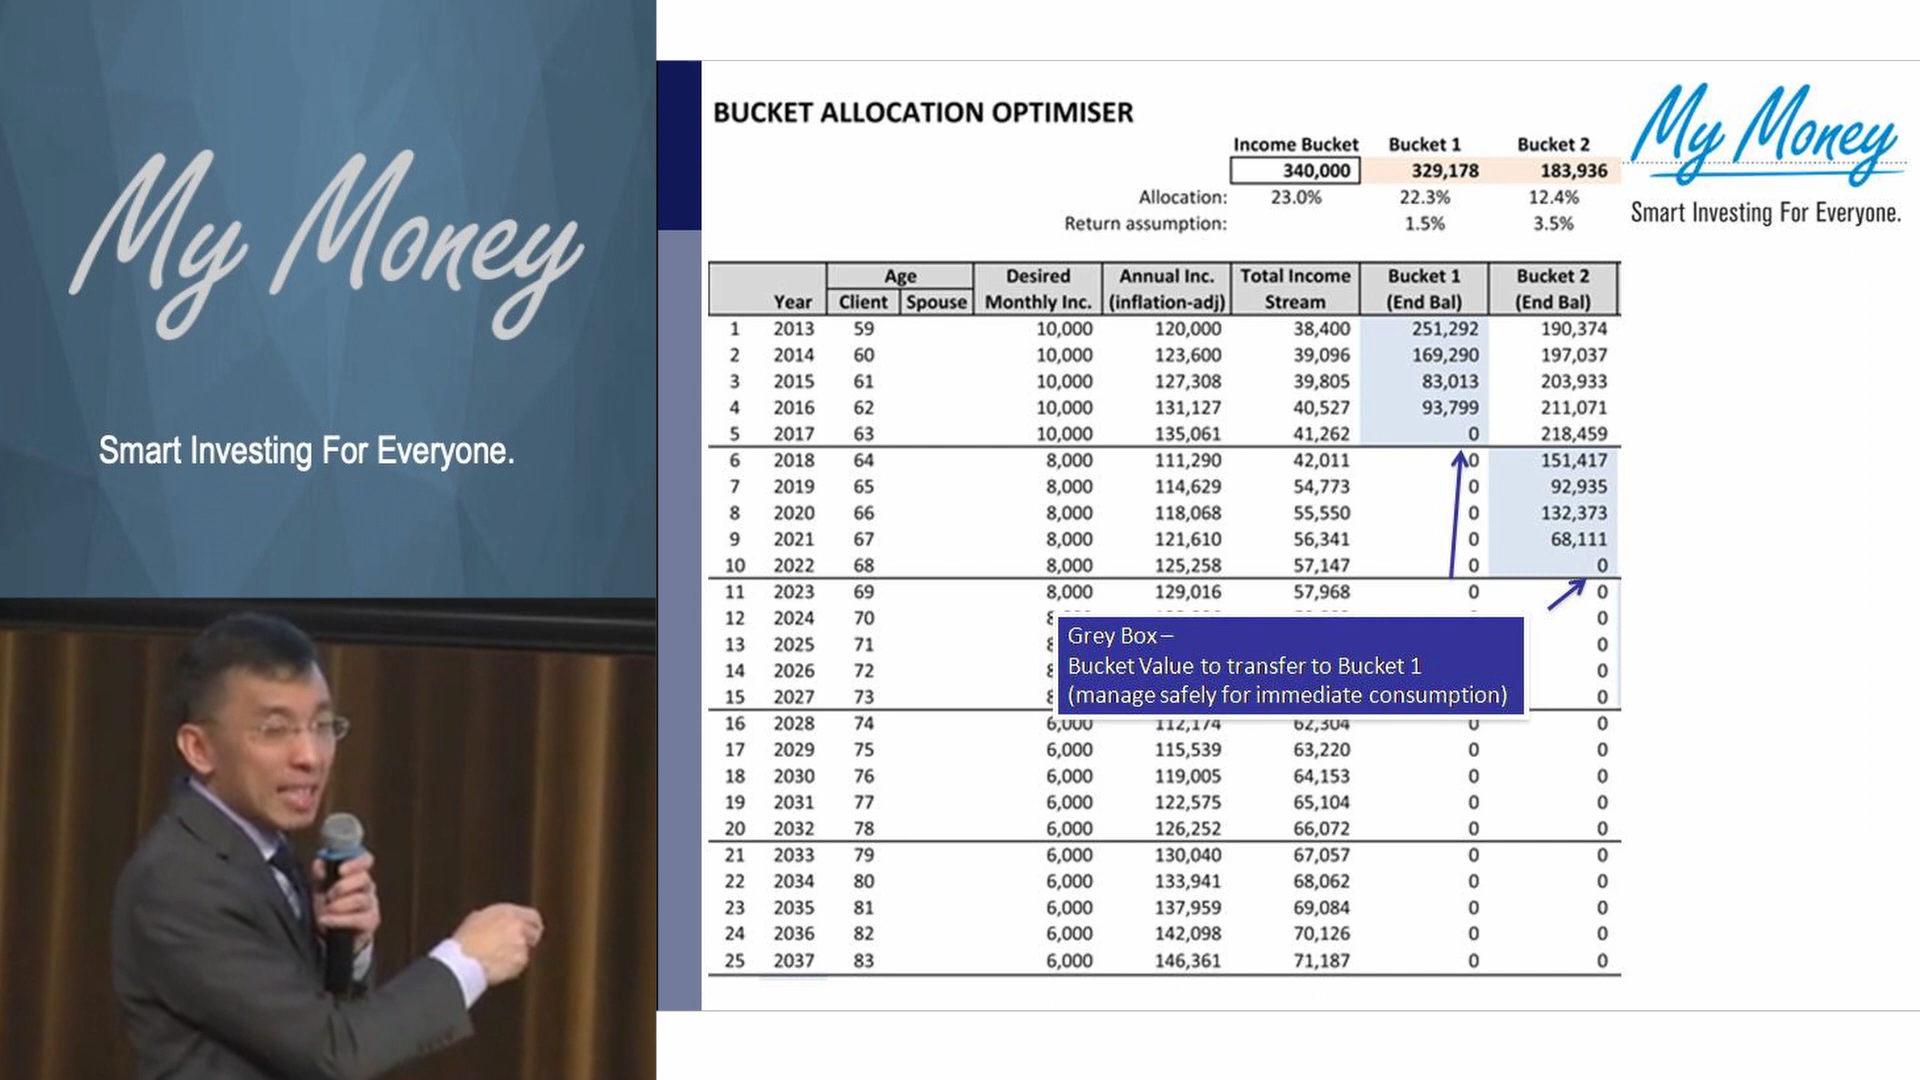 My Money
Smart Investing For Everyone.
BUCKET ALLOCATION OPTIMISER
My Money
Smart Investing For Everyone.
Income Bucket Bucket 1 Bucket 2
340,000 329,178 183,936
Allocation: 23.0% 22.3% 12.4%
Return assumption: 1.5% 3.5%
Age Desired Annual Inc. Total Income Bucket 1 Bucket 2
Year Client Spouse Monthly Inc. (inflation-adj) Stream (End Bal) (End Bal)
1 2013 59 10,000 120,000 38,400 251,292 190,374
2 2014 60 10,000 123,600 39,096 169,290 197,037
3 2015 61 10,000 127,308 39,805 83,013 203,933
4 2016 62 10,000 131,127 40,527 93,799 211,071
5 2017 63 10,000 135,061 41,262 0 218,459
6 2018 64 8,000 111,290 42,011 0 151,417
7 2019 65 8,000 114,629 54,773 0 92,935
8 2020 66 8,000 118,068 55,550 0 132,373
9 2021 67 8,000 121,610 56,341 0 68,111
10 2022 68 8,000 125,258 57,147 0 0
11 2023 69 8,000 129,016 57,968 0 0
12 2024 70 0
13 2025 71 0
14 2026 72 0
15 2027 73 0
Grey Box–
Bucket Value to transfer to Bucket 1
(manage safely for immediate consumption)
16 2028 74 6,000 112,174 62,304 0 0
17 2029 75 6,000 115,539 63,220 0 0
18 2030 76 6,000 119,005 64,153 0 0
19 2031 77 6,000 122,575 65,104 0 0
20 2032 78 6,000 126,252 66,072 0 0
21 2033 79 6,000 130,040 67,057 0 0
22 2034 80 6,000 133,941 68,062 0 0
23 2035 81 6,000 137,959 69,084 0 0
24 2036 82 6,000 142,098 70,126 0 0
25 2037 83 6,000 146,361 71,187 0 0